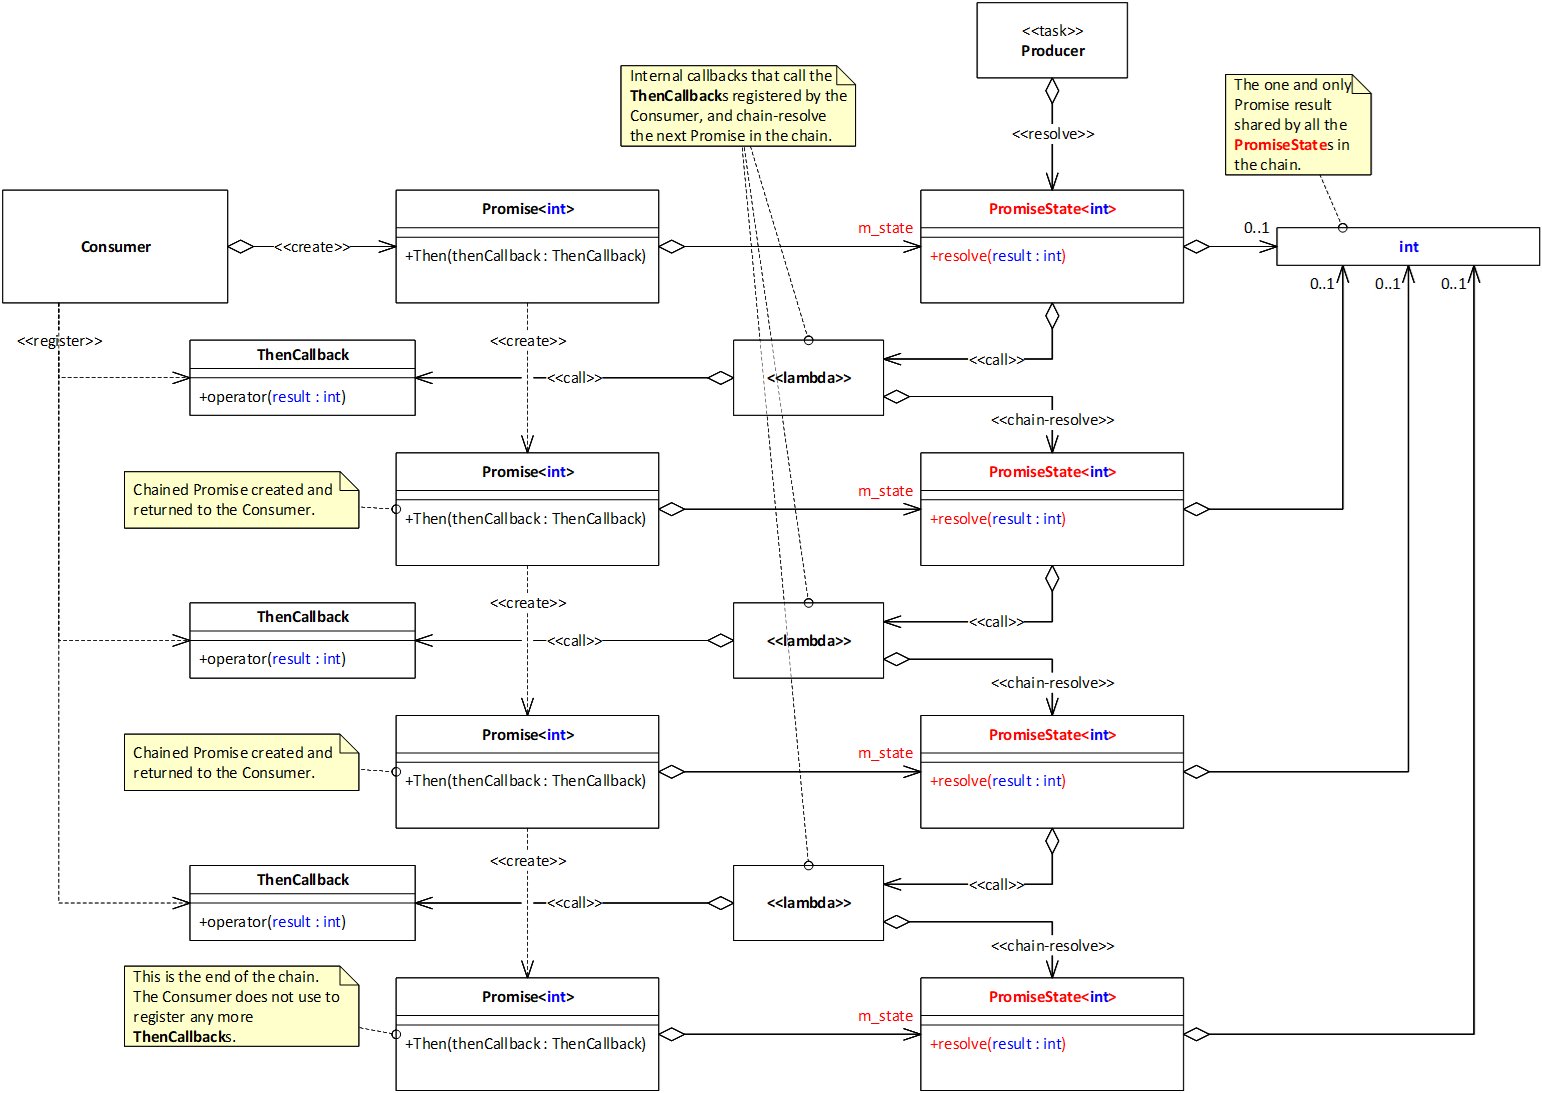 <<task>>
Producer
Internal callbacks that call the
ThenCallbacks registered by the
Consumer, and chain-resolve
the next Promise in the chain.
The one and only
Promise result
shared by all the
PromiseStates in
the chain.
<<resolve>>
Consumer
<<create>>
Promise<int>
+Then(thenCallback : ThenCallback)
m_state
PromiseState<int>
+resolve(result : int)
0..1
int
0..1
0..1
0..1
<<register>>
ThenCallback
+operator(result : int)
<<create>>
<<call>>
<<lambda>>
<<call>>
<<chain-resolve>>
Chained Promise created and
returned to the Consumer.
Promise<int>
+Then(thenCallback : ThenCallback)
m_state
PromiseState<int>
+resolve(result : int)
ThenCallback
+operator(result : int)
<<create>>
<<call>>
<<lambda>>
<<call>>
<<chain-resolve>>
Chained Promise created and
returned to the Consumer.
Promise<int>
+Then(thenCallback : ThenCallback)
m_state
PromiseState<int>
+resolve(result : int)
ThenCallback
+operator(result : int)
<<create>>
<<call>>
<<lambda>>
<<call>>
<<chain-resolve>>
This is the end of the chain.
The Consumer does not use to
register any more
ThenCallbacks.
Promise<int>
+Then(thenCallback : ThenCallback)
m_state
PromiseState<int>
+resolve(result : int)